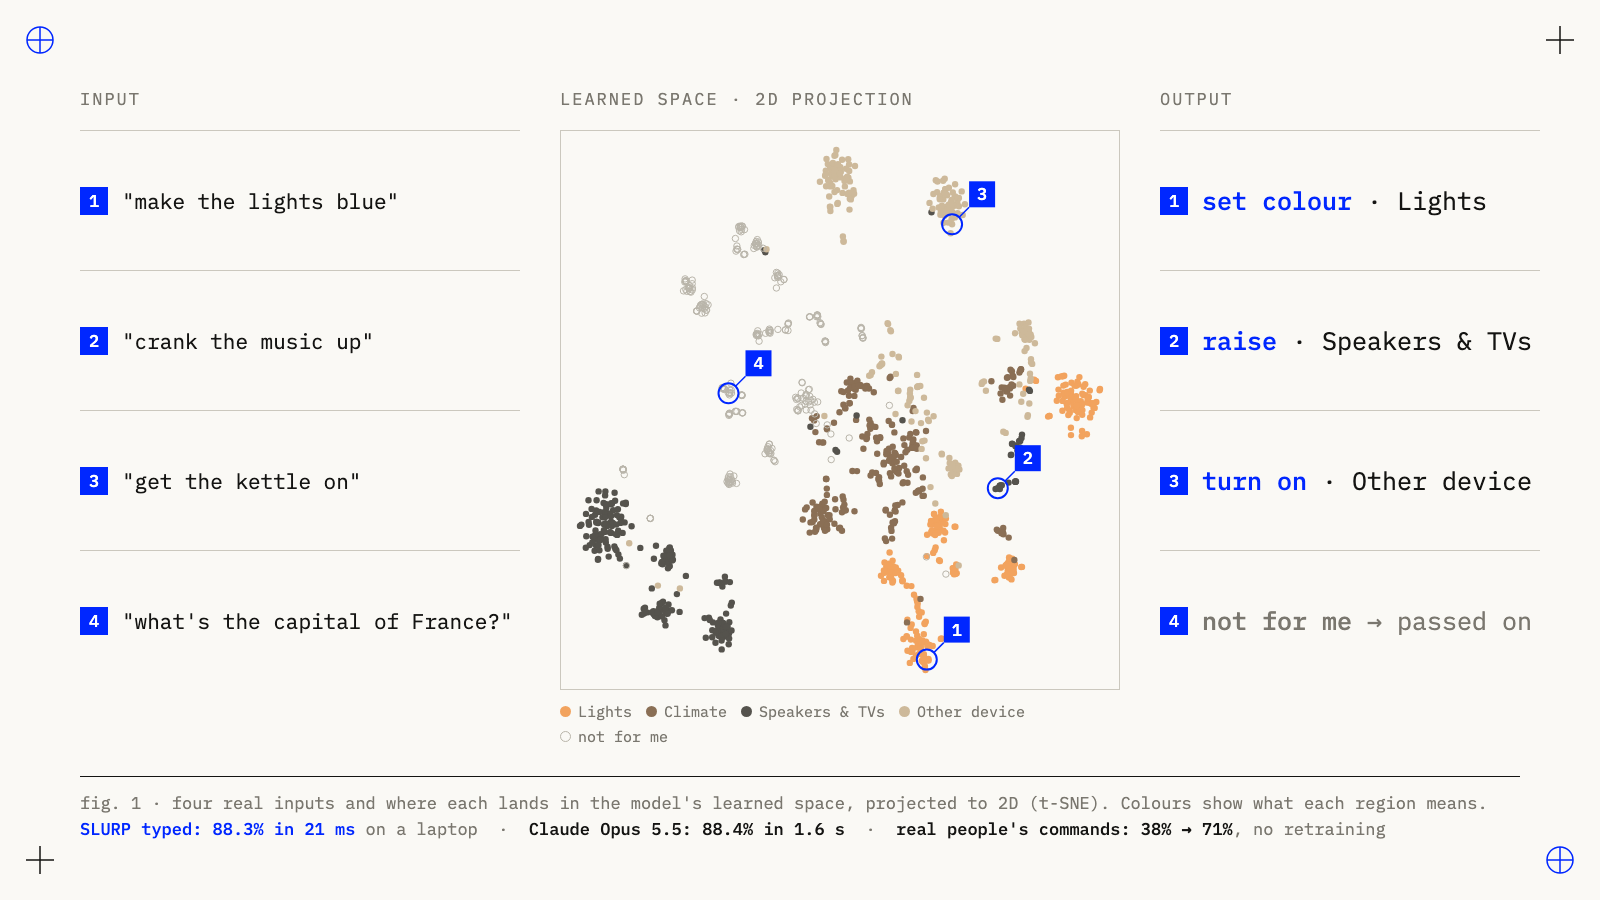 INPUT
LEARNED SPACE · 2D PROJECTION
OUTPUT
1 "make the lights blue"
2 "crank the music up"
3 "get the kettle on"
4 "what's the capital of France?"
3
4
2
1
Lights Climate Speakers & TVs Other device
not for me
1 set colour · Lights
2 raise · Speakers & TVs
3 turn on · Other device
4 not for me → passed on
fig. 1 · four real inputs and where each lands in the model's learned space, projected to 2D (t-SNE). Colours show what each region means.
SLURP typed: 88.3% in 21 ms on a laptop · Claude Opus 5.5: 88.4% in 1.6 s · real people's commands: 38% → 71%, no retraining